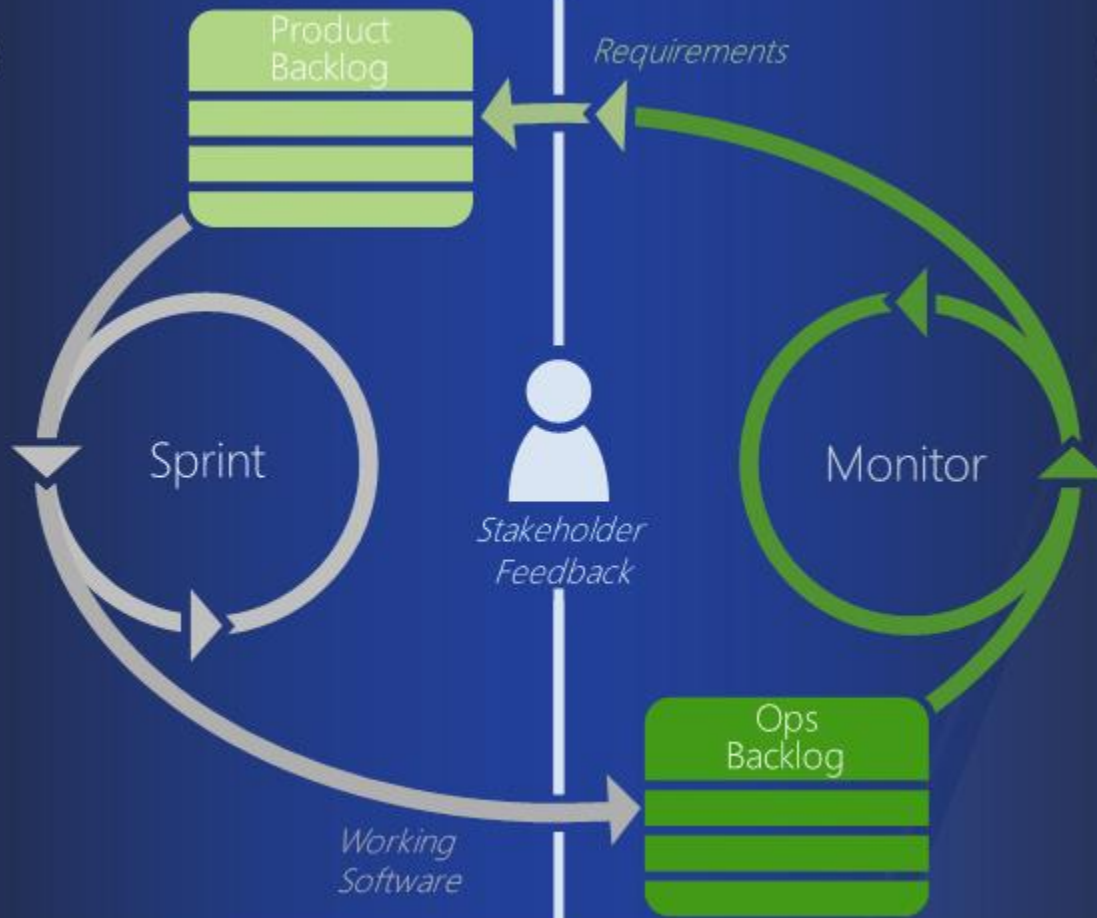 Product
Backlog
Requirements
Sprint
Stakeholder
Feedback
Monitor
Ops
Backlog
Working
Software